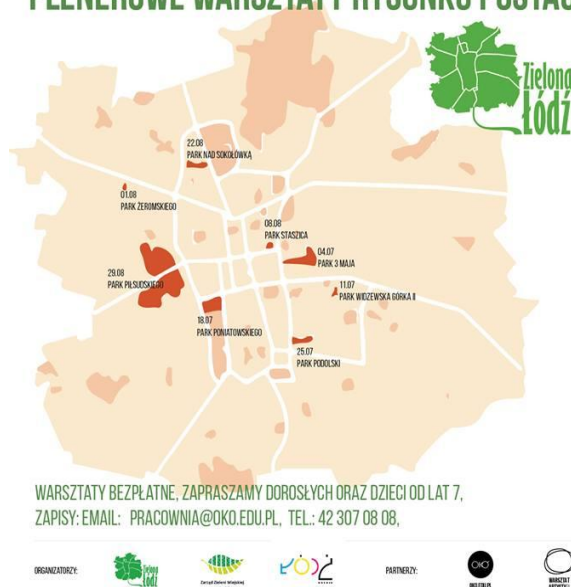 PLENEROWE WARSZTATY RYSUNKU POSTAC
Zielona
Łódź
22.08
PARK NAD SOKOŁÓWKĄ
01.08
PARK ŻEROMSKIEGO
08.08
PARK STASZICA
04.07
PARK 3 MAJA
29.08
PARK PIŁSUDSKIEGO
11.07
PARK WIDZEWSKA GÓRKA II
18.07
PARK PONIATOWSKIEGO
25.07
PARK PODOLSKI
WARSZTATY BEZPŁATNE, ZAPRASZAMY DOROSŁYCH ORAZ DZIECI OD LAT 7,
ZAPISY: EMAIL: PRACOWNIA@OKO.EDU.PL, TEL.: 42 307 08 08,
ORGANIZATORZY:
Zielona
Łódź
Zarząd Zieleni Miejskiej
ŁÓDŹ
PARTNERZY:
OKO.EDU.PL